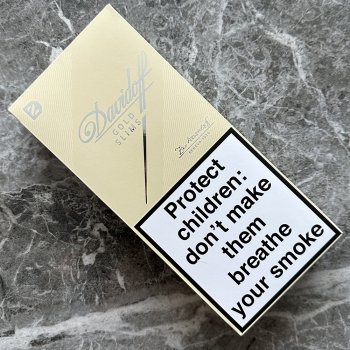 Davidoff
GOLD
SLIMS
Protect
children:
don't make
them
breathe
your smoke